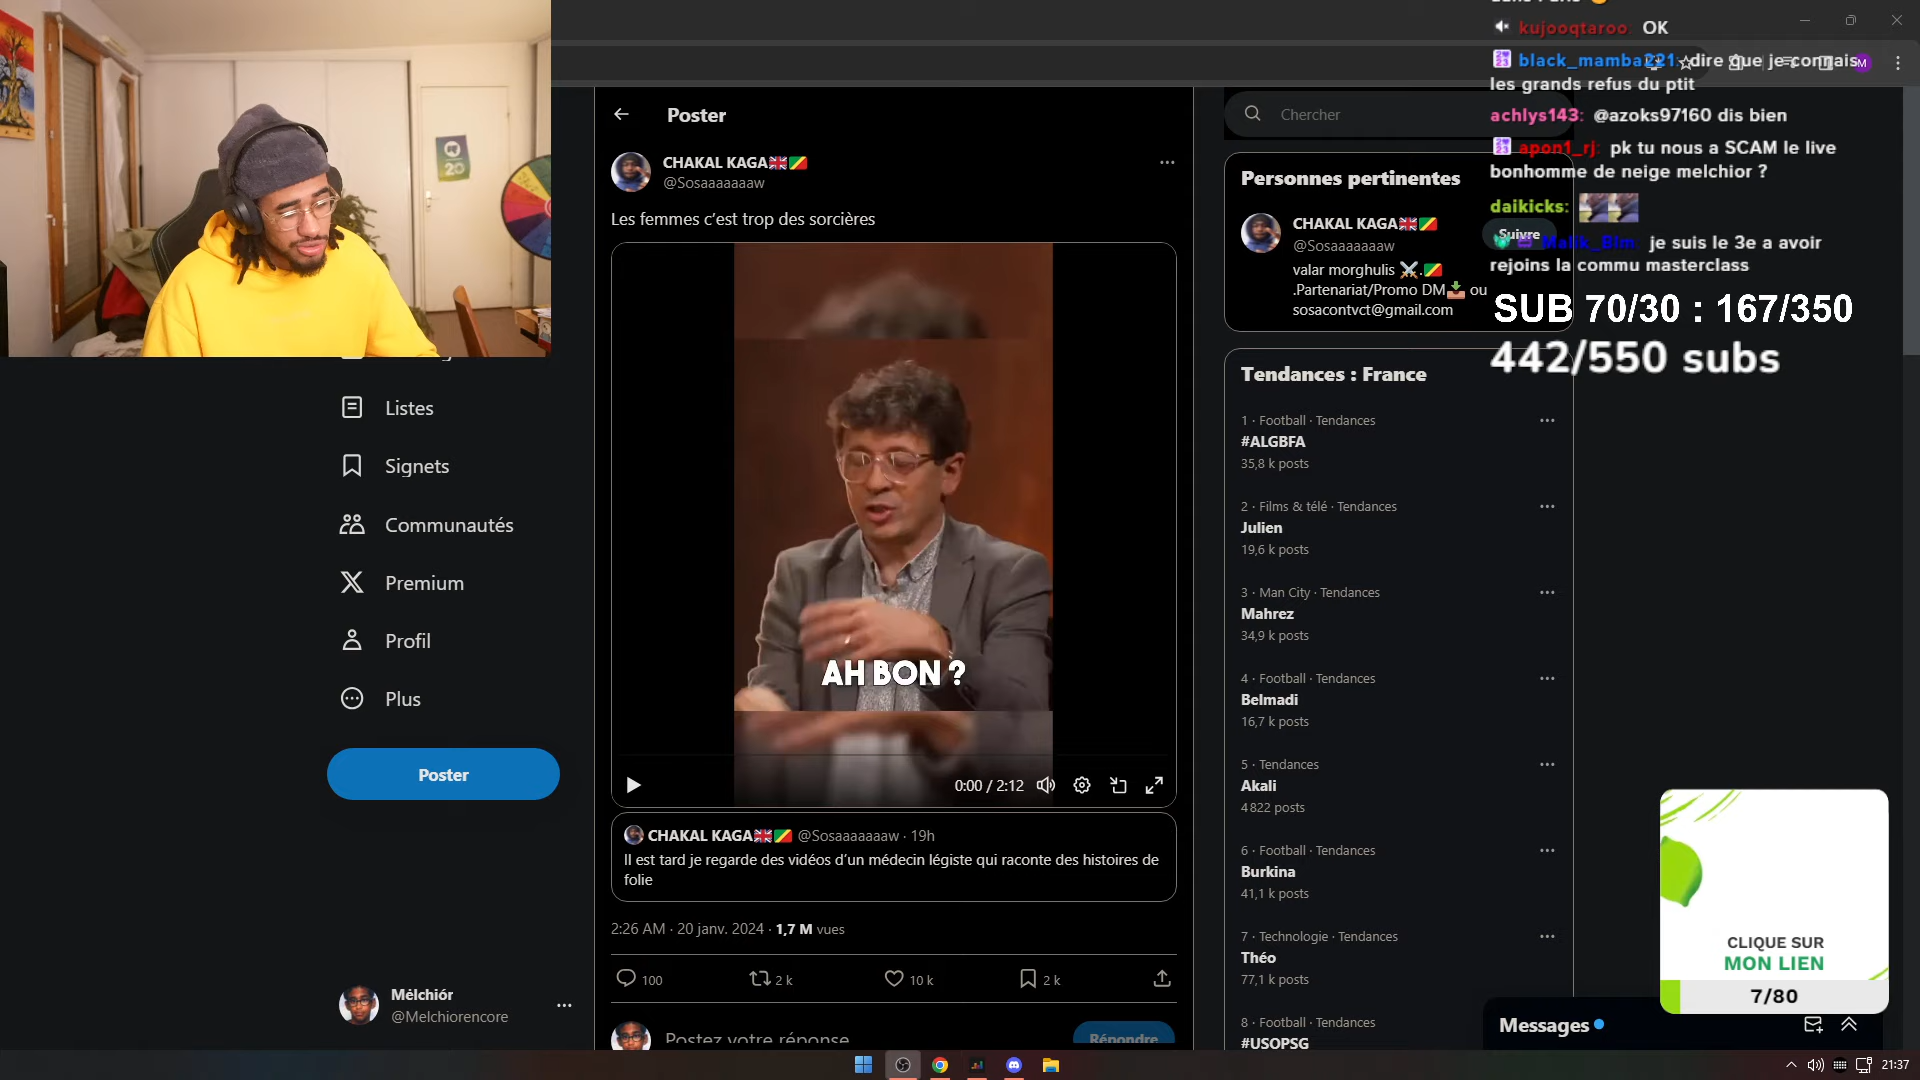 kujooqtaroo OK
black_mamba221: dire que je connais
les grands refus du ptit
achlys143: @azoks97160 dis bien
apon1_rj: pk tu nous a SCAM le live
bonhomme de neige melchior ?
daikicks:
Malik_Blm: je suis le 3e a avoir
rejoins la commu masterclass
SUB 70/30 : 167/350
442/550 subs
M
20
Poster
CHAKAL KAGA🇬🇧🇨🇬
@Sosaaaaaaaw
Les femmes c’est trop des sorcières
AH BON ?
0:00 / 2:12
CHAKAL KAGA🇬🇧🇨🇬 @Sosaaaaaaaw · 19h
Il est tard je regarde des vidéos d’un médecin légiste qui raconte des histoires de
folie
2:26 AM · 20 janv. 2024 · 1,7 M vues
100
2 k
10 k
2 k
Postez votre réponse
Répondre
Listes
Signets
Communautés
Premium
Profil
Plus
Poster
Mélchiór
@Melchiorencore
Chercher
Personnes pertinentes
CHAKAL KAGA🇬🇧🇨🇬
@Sosaaaaaaaw
Suivre
valar morghulis ⚔️.🇨🇬
.Partenariat/Promo DM📥 ou
sosacontvct@gmail.com
Tendances : France
1 · Football · Tendances
#ALGBFA
35,8 k posts
2 · Films & télé · Tendances
Julien
19,6 k posts
3 · Man City · Tendances
Mahrez
34,9 k posts
4 · Football · Tendances
Belmadi
16,7 k posts
5 · Tendances
Akali
4 822 posts
6 · Football · Tendances
Burkina
41,1 k posts
7 · Technologie · Tendances
Théo
77,1 k posts
8 · Football · Tendances
#USOPSG
CLIQUE SUR
MON LIEN
7/80
Messages
21:37